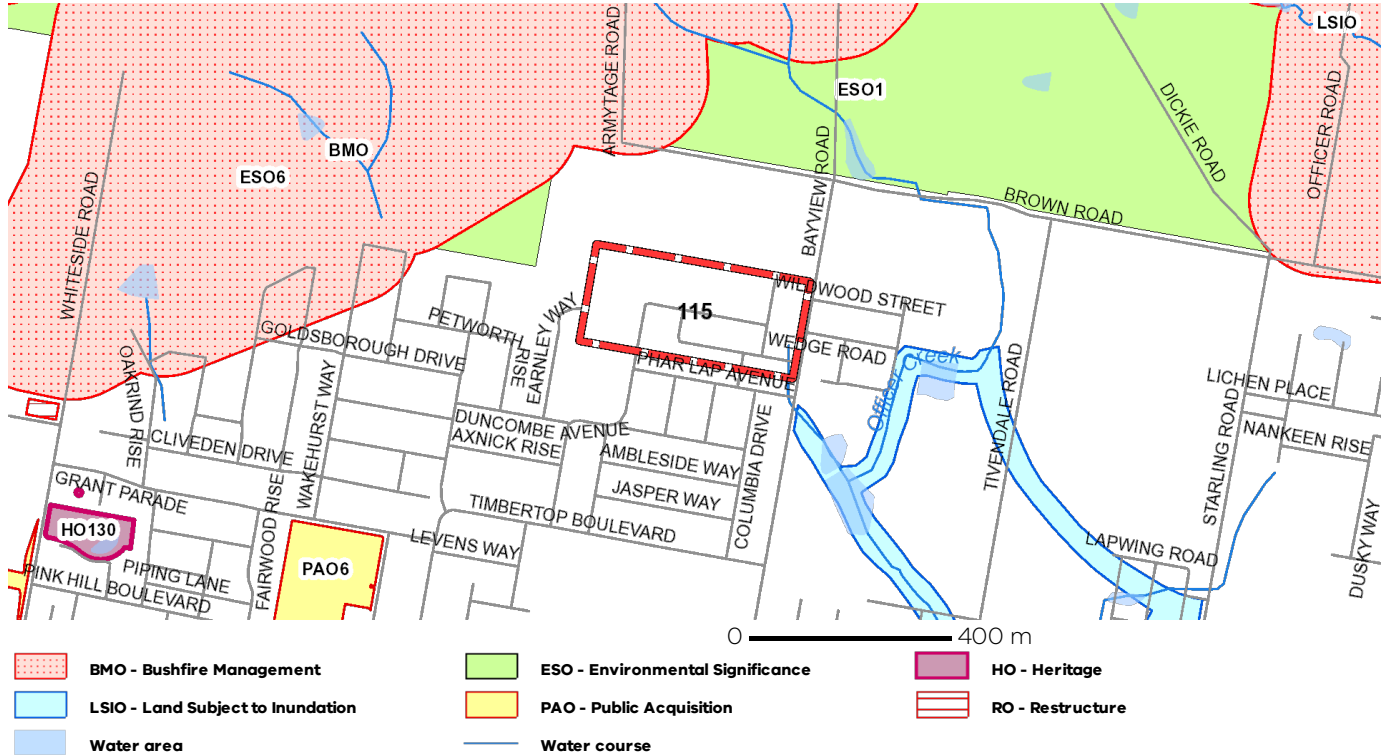 LSIO
ARMYTAGE ROAD
ESO1
DICKIE ROAD
OFFICER ROAD
BMO
ESO6
WHITESIDE ROAD
BAYVIEW ROAD
BROWN ROAD
115
WILDWOOD STREET
WEDGE ROAD
PHAR LAP AVENUE
PETWORTH RISE
EARNLEY WAY
GOLDSBOROUGH DRIVE
OAKRIND RISE
WAKEHURST WAY
Officer Creek
TIVENDALE ROAD
LICHEN PLACE
NANKEEN RISE
STARLING ROAD
DUNCOMBE AVENUE
AXNICK RISE
CLIVEDEN DRIVE
AMBLESIDE WAY
JASPER WAY
COLUMBIA DRIVE
GRANT PARADE
HO130
FAIRWOOD RISE
TIMBERTOP BOULEVARD
LEVENS WAY
LAPWING ROAD
DUSKY WAY
PAO6
PIPING LANE
PINK HILL BOULEVARD
0 400 m
BMO - Bushfire Management
ESO - Environmental Significance
HO - Heritage
LSIO - Land Subject to Inundation
PAO - Public Acquisition
RO - Restructure
Water area
Water course